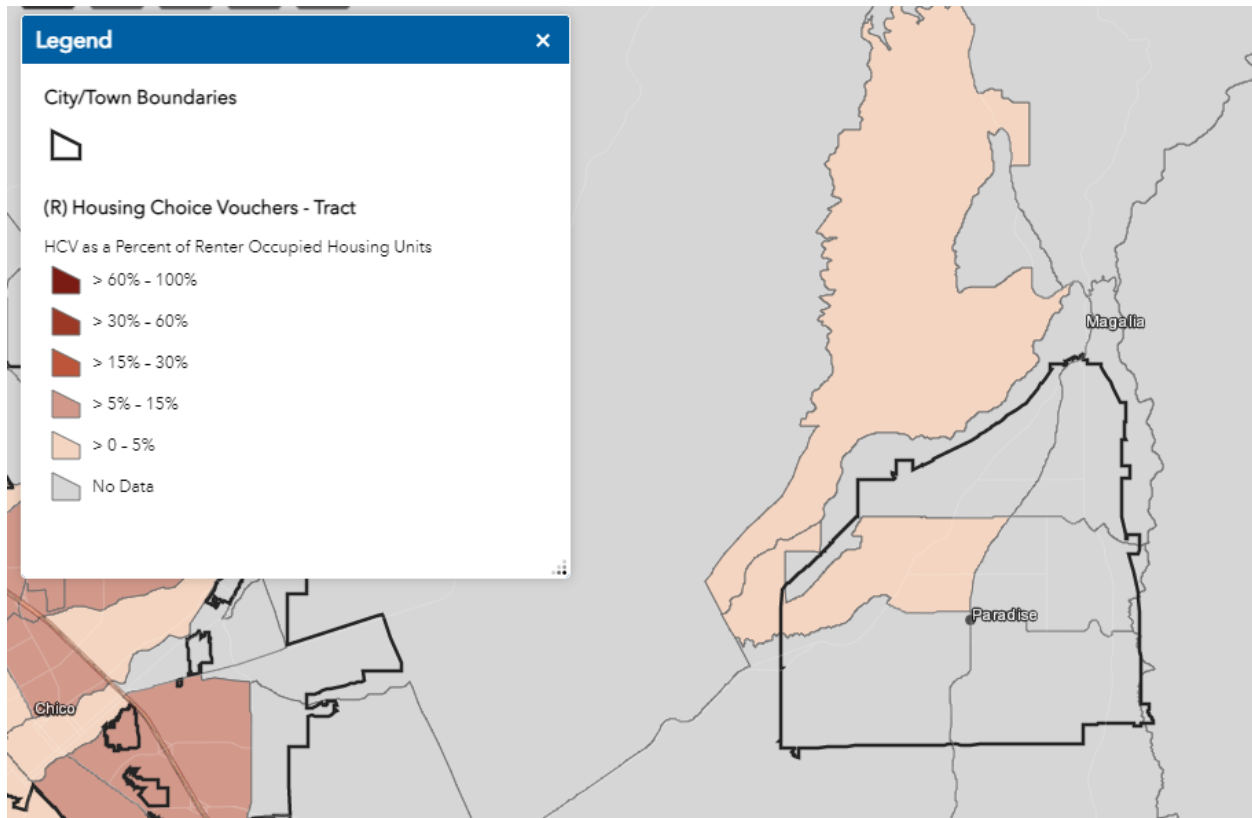 Legend
×
City/Town Boundaries
(R) Housing Choice Vouchers - Tract
HCV as a Percent of Renter Occupied Housing Units
> 60% - 100%
> 30% - 60%
> 15% - 30%
> 5% - 15%
> 0 - 5%
No Data
Magalia
Paradise
Chico